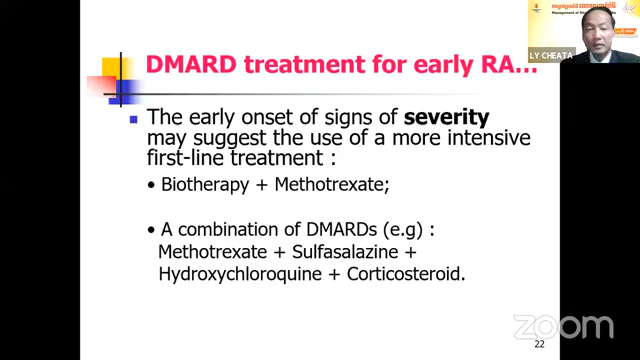 LY CHEATA
DMARD treatment for early RA…
The early onset of signs of severity
may suggest the use of a more intensive
first-line treatment :
• Biotherapy + Methotrexate;
• A combination of DMARDs (e.g) :
Methotrexate + Sulfasalazine +
Hydroxychloroquine + Corticosteroid.
zoom
22